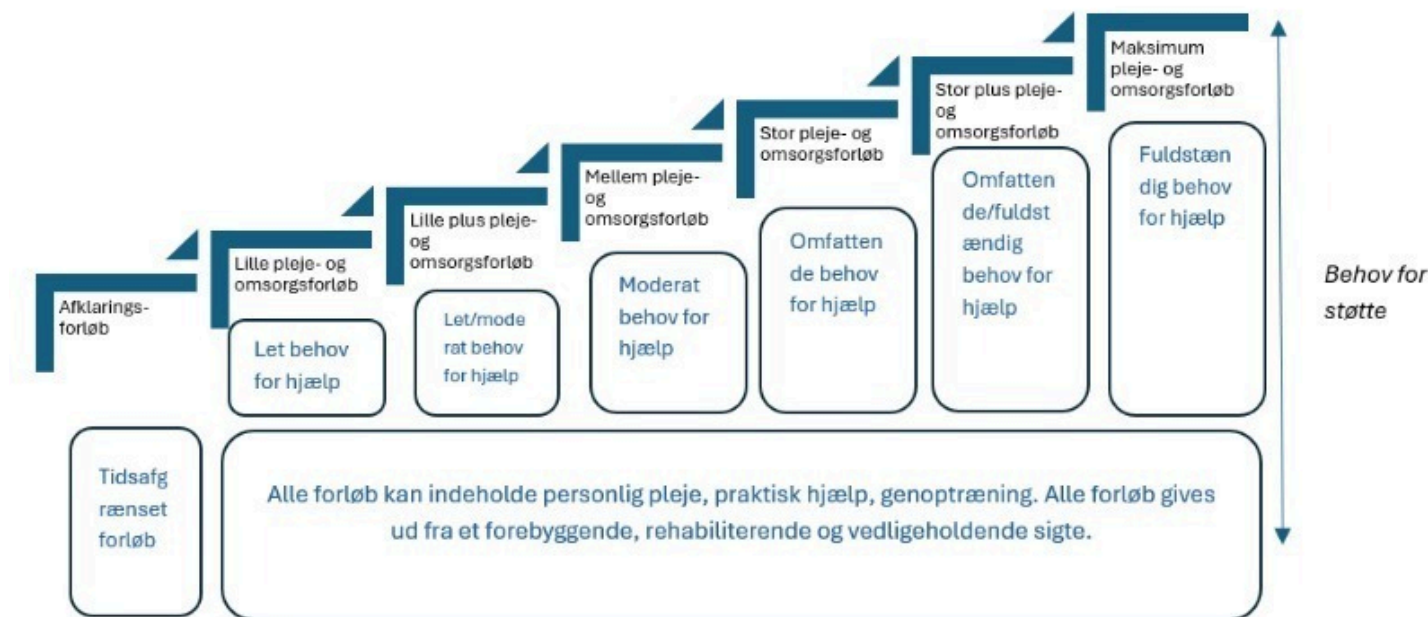 Afklarings-
forløb
Tidsafg
rænset
forløb
Lille pleje- og
omsorgsforløb
Let behov
for hjælp
Lille plus pleje-
og
omsorgsforløb
Let/mode
rat behov
for hjælp
Mellem pleje-
og
omsorgsforløb
Moderat
behov for
hjælp
Stor pleje- og
omsorgsforløb
Omfatten
de behov
for hjælp
Stor plus pleje-
og
omsorgsforløb
Omfatten
de/fuldst
ændig
behov for
hjælp
Maksimum
pleje- og
omsorgsforløb
Fuldstæn
dig behov
for hjælp
Behov for
støtte
Alle forløb kan indeholde personlig pleje, praktisk hjælp, genoptræning. Alle forløb gives
ud fra et forebyggende, rehabiliterende og vedligeholdende sigte.